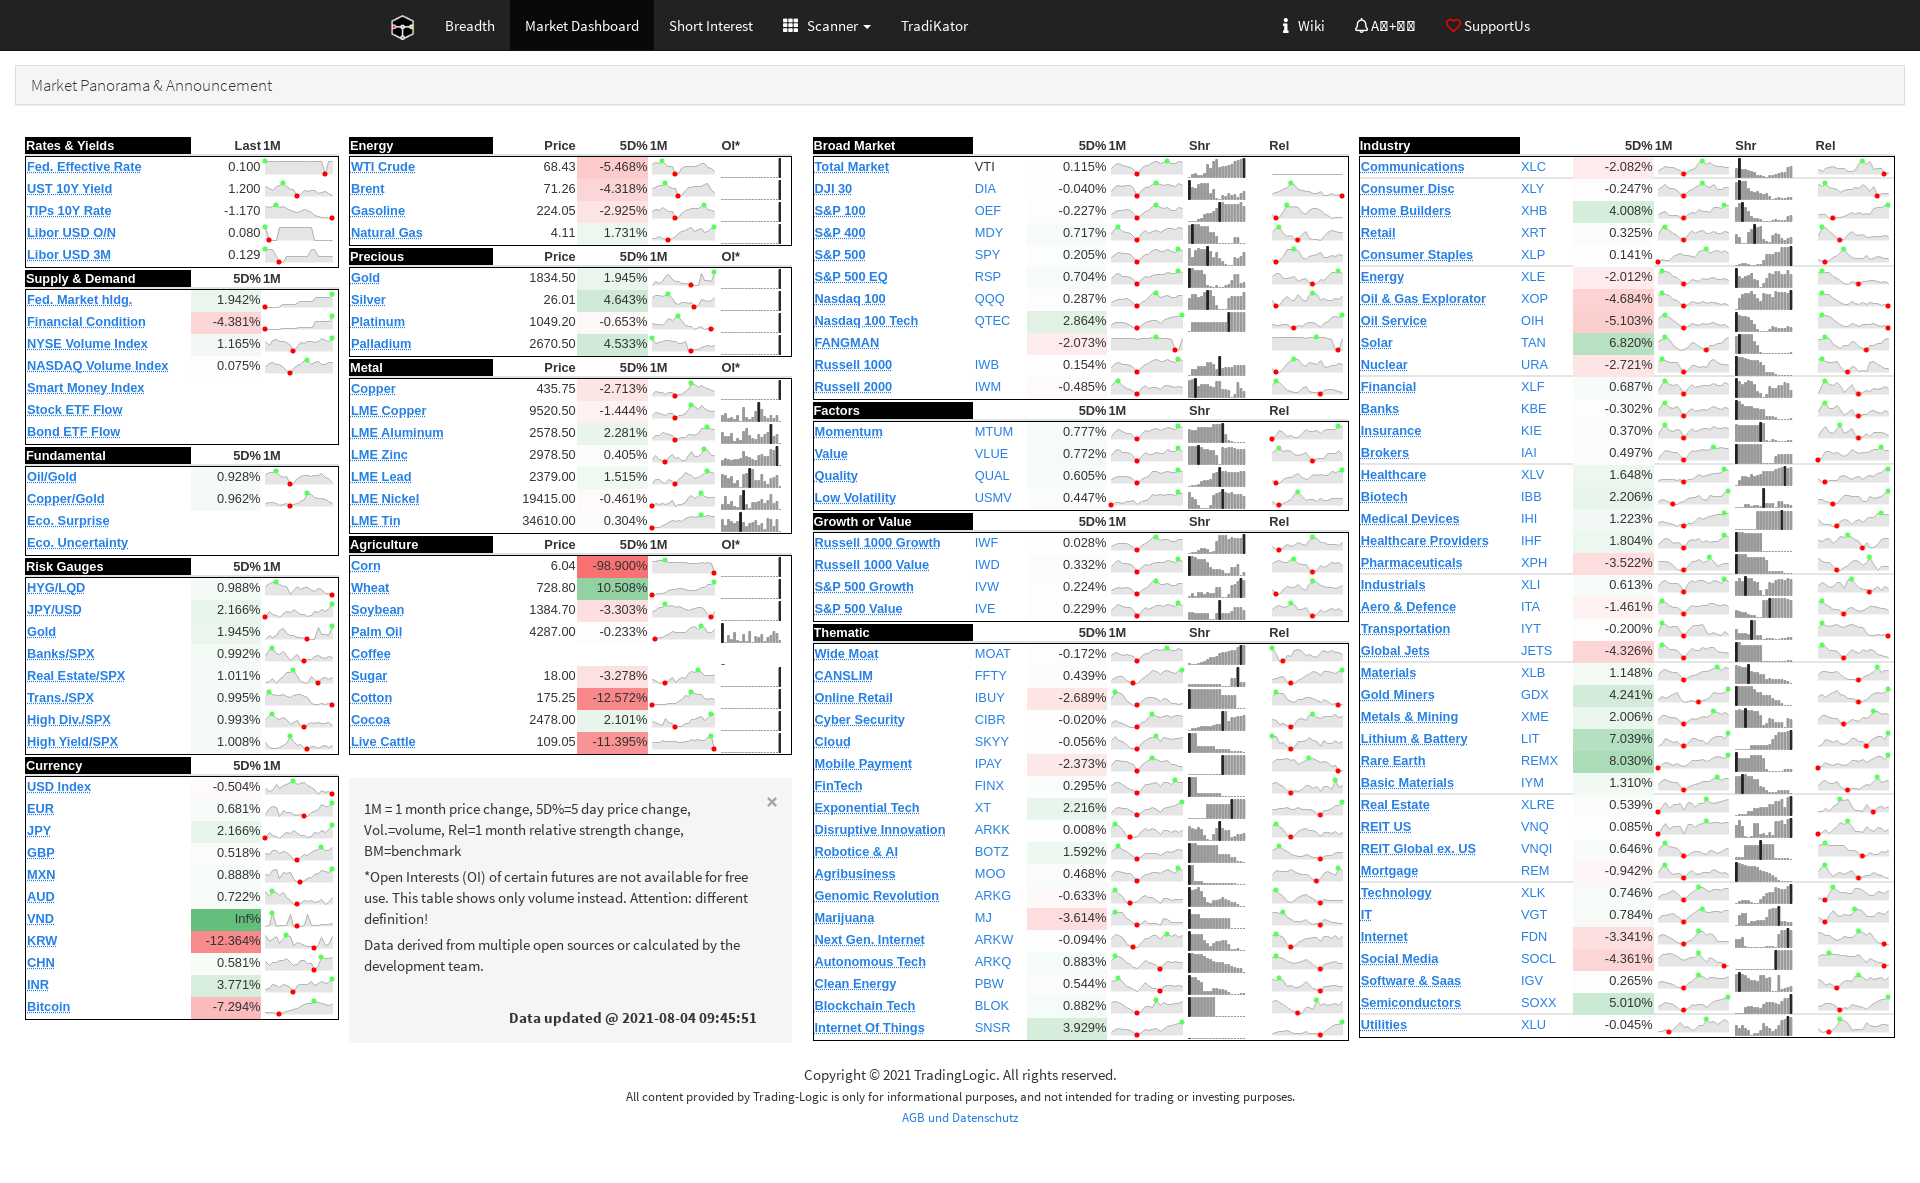 Breadth Market Dashboard Short Interest Scanner TradiKator Wiki SupportUs
Market Panorama & Announcement
Rates & Yields Last 1M
Fed. Effective Rate 0.100
UST 10Y Yield 1.200
TIPs 10Y Rate -1.170
Libor USD O/N 0.080
Libor USD 3M 0.129
Supply & Demand 5D% 1M
Fed. Market hldg. 1.942%
Financial Condition -4.381%
NYSE Volume Index 1.165%
NASDAQ Volume Index 0.075%
Smart Money Index
Stock ETF Flow
Bond ETF Flow
Fundamental 5D% 1M
Oil/Gold 0.928%
Copper/Gold 0.962%
Eco. Surprise
Eco. Uncertainty
Risk Gauges 5D% 1M
HYG/LQD 0.988%
JPY/USD 2.166%
Gold 1.945%
Banks/SPX 0.992%
Real Estate/SPX 1.011%
Trans./SPX 0.995%
High Div./SPX 0.993%
High Yield/SPX 1.008%
Currency 5D% 1M
USD Index -0.504%
EUR 0.681%
JPY 2.166%
GBP 0.518%
MXN 0.888%
AUD 0.722%
VND Inf%
KRW -12.364%
CHN 0.581%
INR 3.771%
Bitcoin -7.294%
Energy Price 5D% 1M OI*
WTI Crude 68.43 -5.468%
Brent 71.26 -4.318%
Gasoline 224.05 -2.925%
Natural Gas 4.11 1.731%
Precious Price 5D% 1M OI*
Gold 1834.50 1.945%
Silver 26.01 4.643%
Platinum 1049.20 -0.653%
Palladium 2670.50 4.533%
Metal Price 5D% 1M OI*
Copper 435.75 -2.713%
LME Copper 9520.50 -1.444%
LME Aluminum 2578.50 2.281%
LME Zinc 2978.50 0.405%
LME Lead 2379.00 1.515%
LME Nickel 19415.00 -0.461%
LME Tin 34610.00 0.304%
Agriculture Price 5D% 1M OI*
Corn 6.04 -98.900%
Wheat 728.80 10.508%
Soybean 1384.70 -3.303%
Palm Oil 4287.00 -0.233%
Coffee -
Sugar 18.00 -3.278%
Cotton 175.25 -12.572%
Cocoa 2478.00 2.101%
Live Cattle 109.05 -11.395%
×
1M = 1 month price change, 5D%=5 day price change,
Vol.=volume, Rel=1 month relative strength change,
BM=benchmark
*Open Interests (OI) of certain futures are not available for free
use. This table shows only volume instead. Attention: different
definition!
Data derived from multiple open sources or calculated by the
development team.
Data updated @ 2021-08-04 09:45:51
Broad Market 5D% 1M Shr Rel
Total Market VTI 0.115%
DJI 30 DIA -0.040%
S&P 100 OEF -0.227%
S&P 400 MDY 0.717%
S&P 500 SPY 0.205%
S&P 500 EQ RSP 0.704%
Nasdaq 100 QQQ 0.287%
Nasdaq 100 Tech QTEC 2.864%
FANGMAN -2.073%
Russell 1000 IWB 0.154%
Russell 2000 IWM -0.485%
Factors 5D% 1M Shr Rel
Momentum MTUM 0.777%
Value VLUE 0.772%
Quality QUAL 0.605%
Low Volatility USMV 0.447%
Growth or Value 5D% 1M Shr Rel
Russell 1000 Growth IWF 0.028%
Russell 1000 Value IWD 0.332%
S&P 500 Growth IVW 0.224%
S&P 500 Value IVE 0.229%
Thematic 5D% 1M Shr Rel
Wide Moat MOAT -0.172%
CANSLIM FFTY 0.439%
Online Retail IBUY -2.689%
Cyber Security CIBR -0.020%
Cloud SKYY -0.056%
Mobile Payment IPAY -2.373%
FinTech FINX 0.295%
Exponential Tech XT 2.216%
Disruptive Innovation ARKK 0.008%
Robotice & AI BOTZ 1.592%
Agribusiness MOO 0.468%
Genomic Revolution ARKG -0.633%
Marijuana MJ -3.614%
Next Gen. Internet ARKW -0.094%
Autonomous Tech ARKQ 0.883%
Clean Energy PBW 0.544%
Blockchain Tech BLOK 0.882%
Internet Of Things SNSR 3.929%
Industry 5D% 1M Shr Rel
Communications XLC -2.082%
Consumer Disc XLY -0.247%
Home Builders XHB 4.008%
Retail XRT 0.325%
Consumer Staples XLP 0.141%
Energy XLE -2.012%
Oil & Gas Explorator XOP -4.684%
Oil Service OIH -5.103%
Solar TAN 6.820%
Nuclear URA -2.721%
Financial XLF 0.687%
Banks KBE -0.302%
Insurance KIE 0.370%
Brokers IAI 0.497%
Healthcare XLV 1.648%
Biotech IBB 2.206%
Medical Devices IHI 1.223%
Healthcare Providers IHF 1.804%
Pharmaceuticals XPH -3.522%
Industrials XLI 0.613%
Aero & Defence ITA -1.461%
Transportation IYT -0.200%
Global Jets JETS -4.326%
Materials XLB 1.148%
Gold Miners GDX 4.241%
Metals & Mining XME 2.006%
Lithium & Battery LIT 7.039%
Rare Earth REMX 8.030%
Basic Materials IYM 1.310%
Real Estate XLRE 0.539%
REIT US VNQ 0.085%
REIT Global ex. US VNQI 0.646%
Mortgage REM -0.942%
Technology XLK 0.746%
IT VGT 0.784%
Internet FDN -3.341%
Social Media SOCL -4.361%
Software & Saas IGV 0.265%
Semiconductors SOXX 5.010%
Utilities XLU -0.045%
Copyright © 2021 TradingLogic. All rights reserved.
All content provided by Trading-Logic is only for informational purposes, and not intended for trading or investing purposes.
AGB und Datenschutz